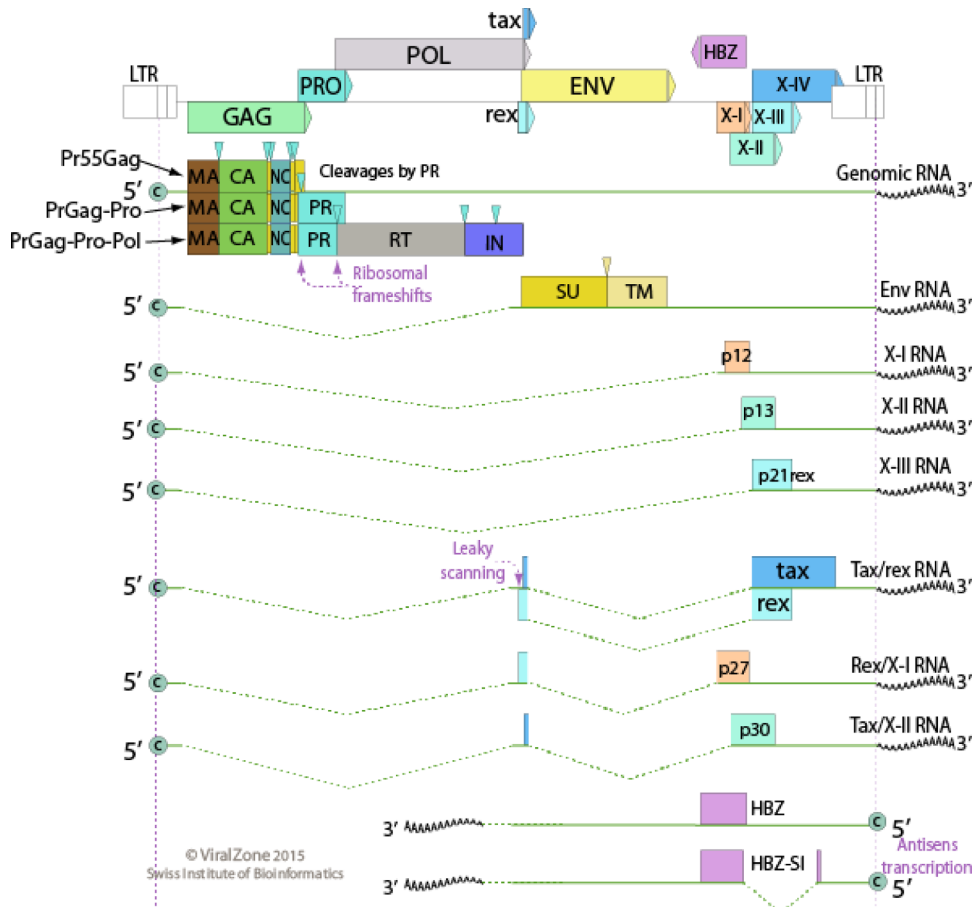 tax
POL
HBZ
LTR
PRO
ENV
X-IV
LTR
GAG
rex
X-I
X-III
X-II
Pr55Gag
MA
CA
NC
Cleavages by PR
Genomic RNA
5’
C
3’
PrGag-Pro
MA
CA
NC
PR
PrGag-Pro-Pol
MA
CA
NC
PR
RT
IN
Ribosomal
frameshifts
SU
TM
Env RNA
5’
C
3’
p12
X-I RNA
5’
C
3’
p13
X-II RNA
5’
C
3’
p21rex
X-III RNA
5’
C
3’
Leaky
scanning
tax
Tax/rex RNA
5’
C
3’
rex
p27
Rex/X-I RNA
5’
C
3’
p30
Tax/X-II RNA
5’
C
3’
HBZ
3’
C
5’
© ViralZone 2015
Swiss Institute of Bioinformatics
HBZ-SI
Antisens
transcription
3’
C
5’